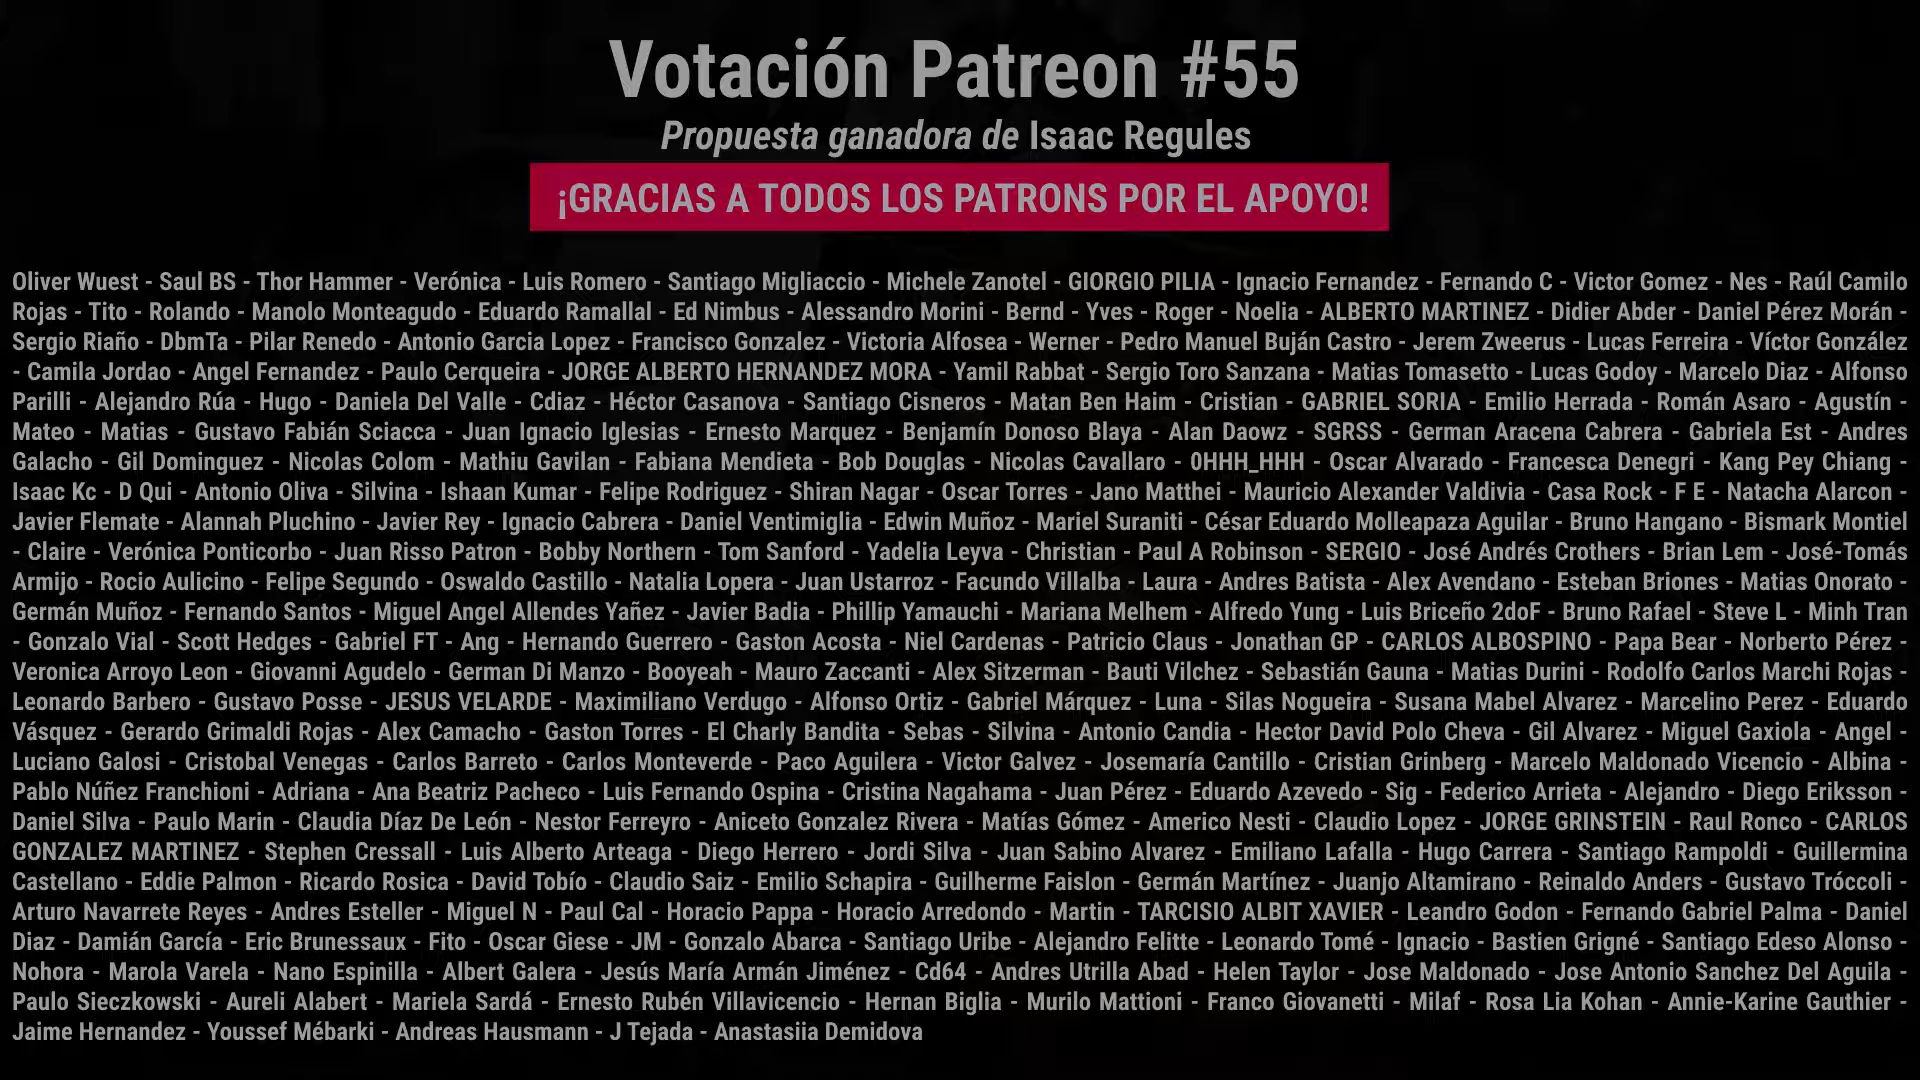 Votación Patreon #55
Propuesta ganadora de Isaac Regules
¡GRACIAS A TODOS LOS PATRONS POR EL APOYO!
Oliver Wuest - Saul BS - Thor Hammer - Verónica - Luis Romero - Santiago Migliaccio - Michele Zanotel - GIORGIO PILIA - Ignacio Fernandez - Fernando C - Victor Gomez - Nes - Raúl Camilo
Rojas - Tito - Rolando - Manolo Monteagudo - Eduardo Ramallal - Ed Nimbus - Alessandro Morini - Bernd - Yves - Roger - Noelia - ALBERTO MARTINEZ - Didier Abder - Daniel Pérez Morán -
Sergio Riaño - DbmTa - Pilar Renedo - Antonio Garcia Lopez - Francisco Gonzalez - Victoria Alfosea - Werner - Pedro Manuel Buján Castro - Jerem Zweerus - Lucas Ferreira - Víctor González
- Camila Jordao - Angel Fernandez - Paulo Cerqueira - JORGE ALBERTO HERNANDEZ MORA - Yamil Rabbat - Sergio Toro Sanzana - Matias Tomasetto - Lucas Godoy - Marcelo Diaz - Alfonso
Parilli - Alejandro Rúa - Hugo - Daniela Del Valle - Cdiaz - Héctor Casanova - Santiago Cisneros - Matan Ben Haim - Cristian - GABRIEL SORIA - Emilio Herrada - Román Asaro - Agustín -
Mateo - Matias - Gustavo Fabián Sciacca - Juan Ignacio Iglesias - Ernesto Marquez - Benjamín Donoso Blaya - Alan Daowz - SGRSS - German Aracena Cabrera - Gabriela Est - Andres
Galacho - Gil Dominguez - Nicolas Colom - Mathiu Gavilan - Fabiana Mendieta - Bob Douglas - Nicolas Cavallaro - 0HHH_HHH - Oscar Alvarado - Francesca Denegri - Kang Pey Chiang -
Isaac Kc - D Qui - Antonio Oliva - Silvina - Ishaan Kumar - Felipe Rodriguez - Shiran Nagar - Oscar Torres - Jano Matthei - Mauricio Alexander Valdivia - Casa Rock - F E - Natacha Alarcon -
Javier Flemate - Alannah Pluchino - Javier Rey - Ignacio Cabrera - Daniel Ventimiglia - Edwin Muñoz - Mariel Suraniti - César Eduardo Molleapaza Aguilar - Bruno Hangano - Bismark Montiel
- Claire - Verónica Ponticorbo - Juan Risso Patron - Bobby Northern - Tom Sanford - Yadelia Leyva - Christian - Paul A Robinson - SERGIO - José Andrés Crothers - Brian Lem - José-Tomás
Armijo - Rocio Aulicino - Felipe Segundo - Oswaldo Castillo - Natalia Lopera - Juan Ustarroz - Facundo Villalba - Laura - Andres Batista - Alex Avendano - Esteban Briones - Matias Onorato -
Germán Muñoz - Fernando Santos - Miguel Angel Allendes Yañez - Javier Badia - Phillip Yamauchi - Mariana Melhem - Alfredo Yung - Luis Briceño 2doF - Bruno Rafael - Steve L - Minh Tran
- Gonzalo Vial - Scott Hedges - Gabriel FT - Ang - Hernando Guerrero - Gaston Acosta - Niel Cardenas - Patricio Claus - Jonathan GP - CARLOS ALBOSPINO - Papa Bear - Norberto Pérez -
Veronica Arroyo Leon - Giovanni Agudelo - German Di Manzo - Booyeah - Mauro Zaccanti - Alex Sitzerman - Bauti Vilchez - Sebastián Gauna - Matias Durini - Rodolfo Carlos Marchi Rojas -
Leonardo Barbero - Gustavo Posse - JESUS VELARDE - Maximiliano Verdugo - Alfonso Ortiz - Gabriel Márquez - Luna - Silas Nogueira - Susana Mabel Alvarez - Marcelino Perez - Eduardo
Vásquez - Gerardo Grimaldi Rojas - Alex Camacho - Gaston Torres - El Charly Bandita - Sebas - Silvina - Antonio Candia - Hector David Polo Cheva - Gil Alvarez - Miguel Gaxiola - Angel -
Luciano Galosi - Cristobal Venegas - Carlos Barreto - Carlos Monteverde - Paco Aguilera - Victor Galvez - Josemaría Cantillo - Cristian Grinberg - Marcelo Maldonado Vicencio - Albina -
Pablo Núñez Franchioni - Adriana - Ana Beatriz Pacheco - Luis Fernando Ospina - Cristina Nagahama - Juan Pérez - Eduardo Azevedo - Sig - Federico Arrieta - Alejandro - Diego Eriksson -
Daniel Silva - Paulo Marin - Claudia Díaz De León - Nestor Ferreyro - Aniceto Gonzalez Rivera - Matías Gómez - Americo Nesti - Claudio Lopez - JORGE GRINSTEIN - Raul Ronco - CARLOS
GONZALEZ MARTINEZ - Stephen Cressall - Luis Alberto Arteaga - Diego Herrero - Jordi Silva - Juan Sabino Alvarez - Emiliano Lafalla - Hugo Carrera - Santiago Rampoldi - Guillermina
Castellano - Eddie Palmon - Ricardo Rosica - David Tobío - Claudio Saiz - Emilio Schapira - Guilherme Faislon - Germán Martínez - Juanjo Altamirano - Reinaldo Anders - Gustavo Tróccoli -
Arturo Navarrete Reyes - Andres Esteller - Miguel N - Paul Cal - Horacio Pappa - Horacio Arredondo - Martin - TARCISIO ALBIT XAVIER - Leandro Godon - Fernando Gabriel Palma - Daniel
Diaz - Damián García - Eric Brunessaux - Fito - Oscar Giese - JM - Gonzalo Abarca - Santiago Uribe - Alejandro Felitte - Leonardo Tomé - Ignacio - Bastien Grigné - Santiago Edeso Alonso -
Nohora - Marola Varela - Nano Espinilla - Albert Galera - Jesús María Armán Jiménez - Cd64 - Andres Utrilla Abad - Helen Taylor - Jose Maldonado - Jose Antonio Sanchez Del Aguila -
Paulo Sieczkowski - Aureli Alabert - Mariela Sardá - Ernesto Rubén Villavicencio - Hernan Biglia - Murilo Mattioni - Franco Giovanetti - Milaf - Rosa Lia Kohan - Annie-Karine Gauthier -
Jaime Hernandez - Youssef Mébarki - Andreas Hausmann - J Tejada - Anastasiia Demidova